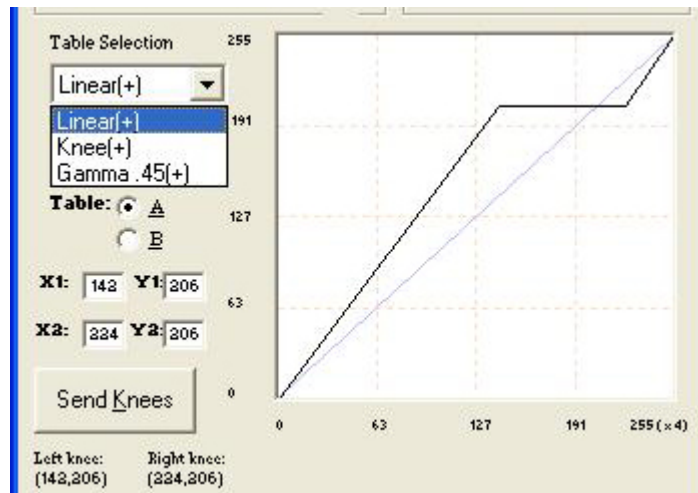 Table Selection
Linear(+)
Linear(+)
Knee(+)
Gamma .45(+)
Table: A
B
X1: 142 Y1: 206
X2: 224 Y2: 206
Send Knees
Left knee: Right knee:
(142,206) (224,206)
255
191
127
63
0
0 63 127 191 255 (x4)